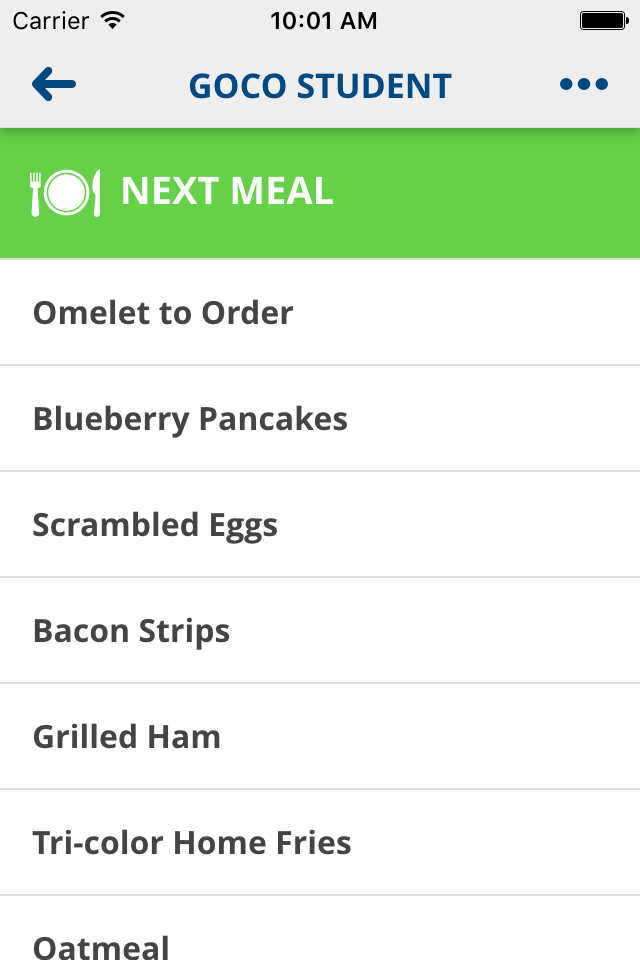 Carrier 10:01 AM
GOCO STUDENT
NEXT MEAL
Omelet to Order
Blueberry Pancakes
Scrambled Eggs
Bacon Strips
Grilled Ham
Tri-color Home Fries
Oatmeal